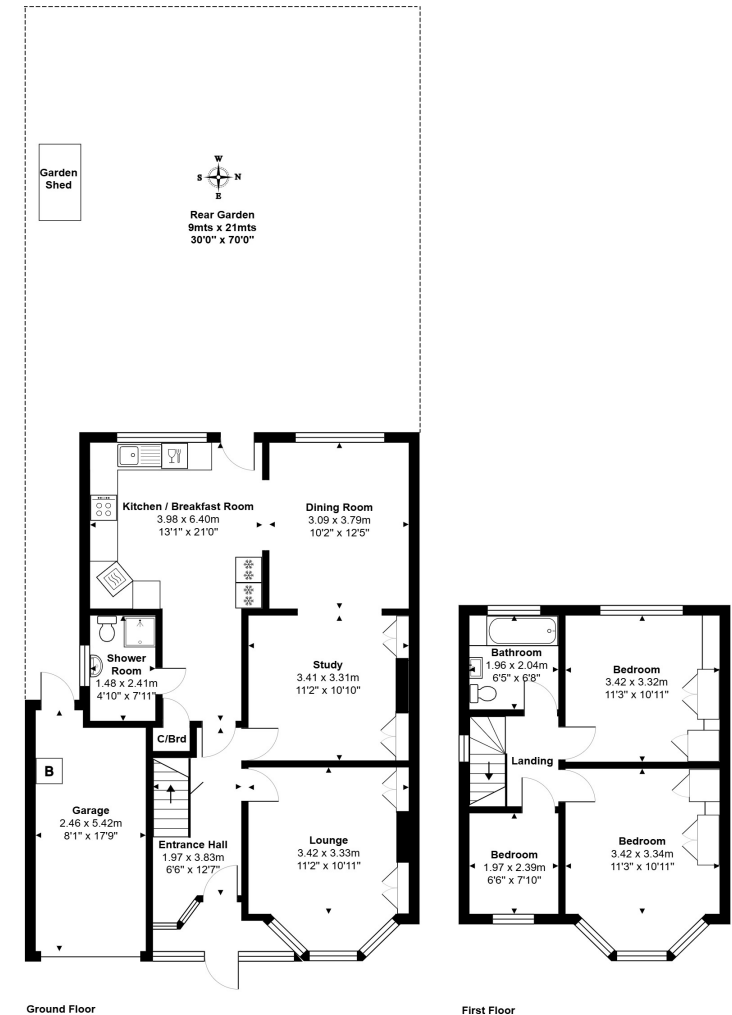 Garden
Shed
W
S N
E
Rear Garden
9mts x 21mts
30'0" x 70'0"
Kitchen / Breakfast Room
3.98 x 6.40m
13'1" x 21'0"
Dining Room
3.09 x 3.79m
10'2" x 12'5"
Shower
Room
1.48 x 2.41m
4'10" x 7'11"
Study
3.41 x 3.31m
11'2" x 10'10"
C/Brd
B
Garage
2.46 x 5.42m
8'1" x 17'9"
Entrance Hall
1.97 x 3.83m
6'6" x 12'7"
Lounge
3.42 x 3.33m
11'2" x 10'11"
Ground Floor
Bathroom
1.96 x 2.04m
6'5" x 6'8"
Bedroom
3.42 x 3.32m
11'3" x 10'11"
Landing
Bedroom
1.97 x 2.39m
6'6" x 7'10"
Bedroom
3.42 x 3.34m
11'3" x 10'11"
First Floor